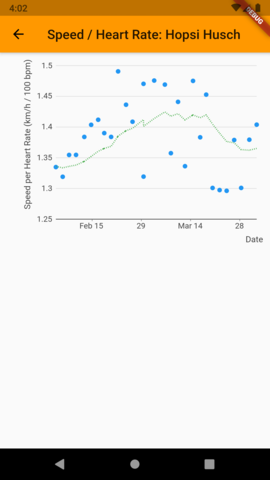 4:02
DEBUG
Speed / Heart Rate: Hopsi Husch
Speed per Heart Rate (km/h / 100 bpm)
1.5
1.45
1.4
1.35
1.3
1.25
Feb 15
29
Mar 14
28
Date